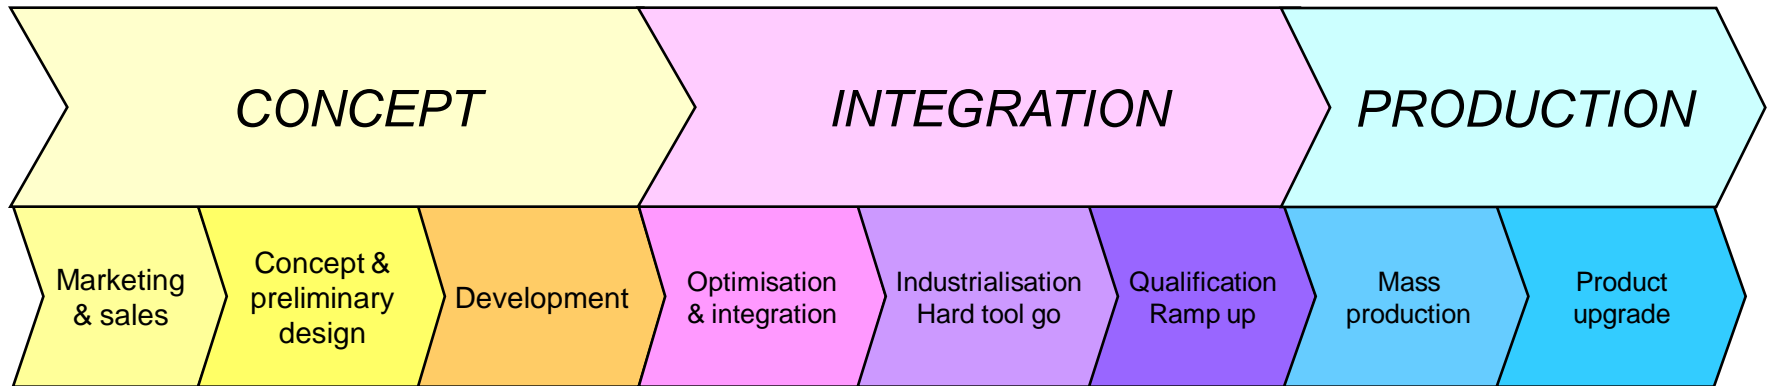 CONCEPT
INTEGRATION
PRODUCTION
Marketing
& sales
Concept &
preliminary
design
Development
Optimisation
& integration
Industrialisation
Hard tool go
Qualification
Ramp up
Mass
production
Product
upgrade